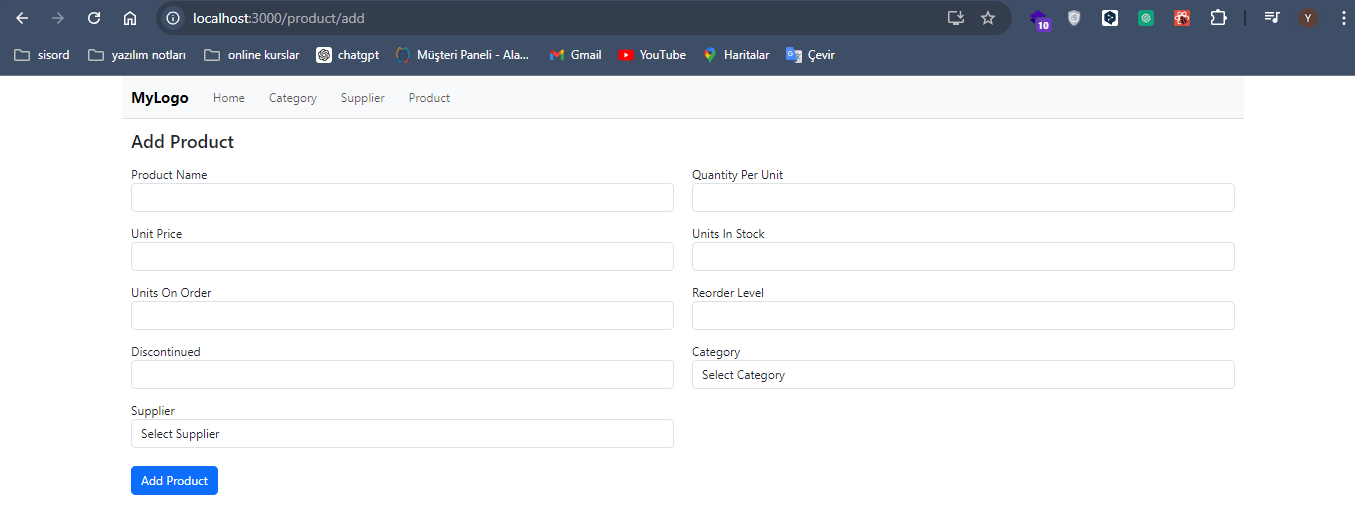 localhost:3000/product/add
10
Y
sisord yazılım notları online kurslar chatgpt Müşteri Paneli - Ala... Gmail YouTube Haritalar Çevir
MyLogo Home Category Supplier Product
Add Product
Product Name Quantity Per Unit
Unit Price Units In Stock
Units On Order Reorder Level
Discontinued Category
Select Category
Supplier
Select Supplier
Add Product